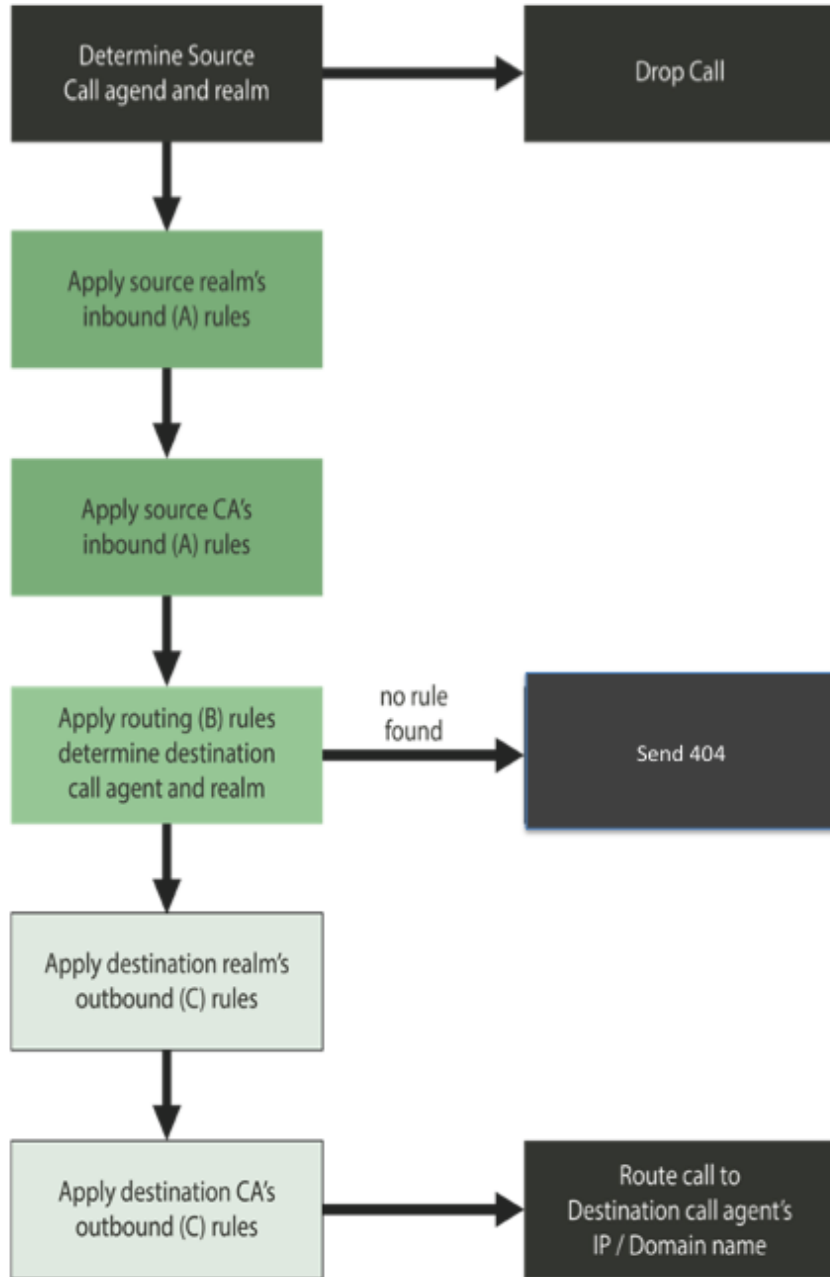 Determine Source
Call agend and realm
Drop Call
Apply source realm's
inbound (A) rules
Apply source CA's
inbound (A) rules
Apply routing (B) rules
determine destination
call agent and realm
no rule
found
Send 404
Apply destination realm's
outbound (C) rules
Apply destination CA's
outbound (C) rules
Route call to
Destination call agent's
IP / Domain name